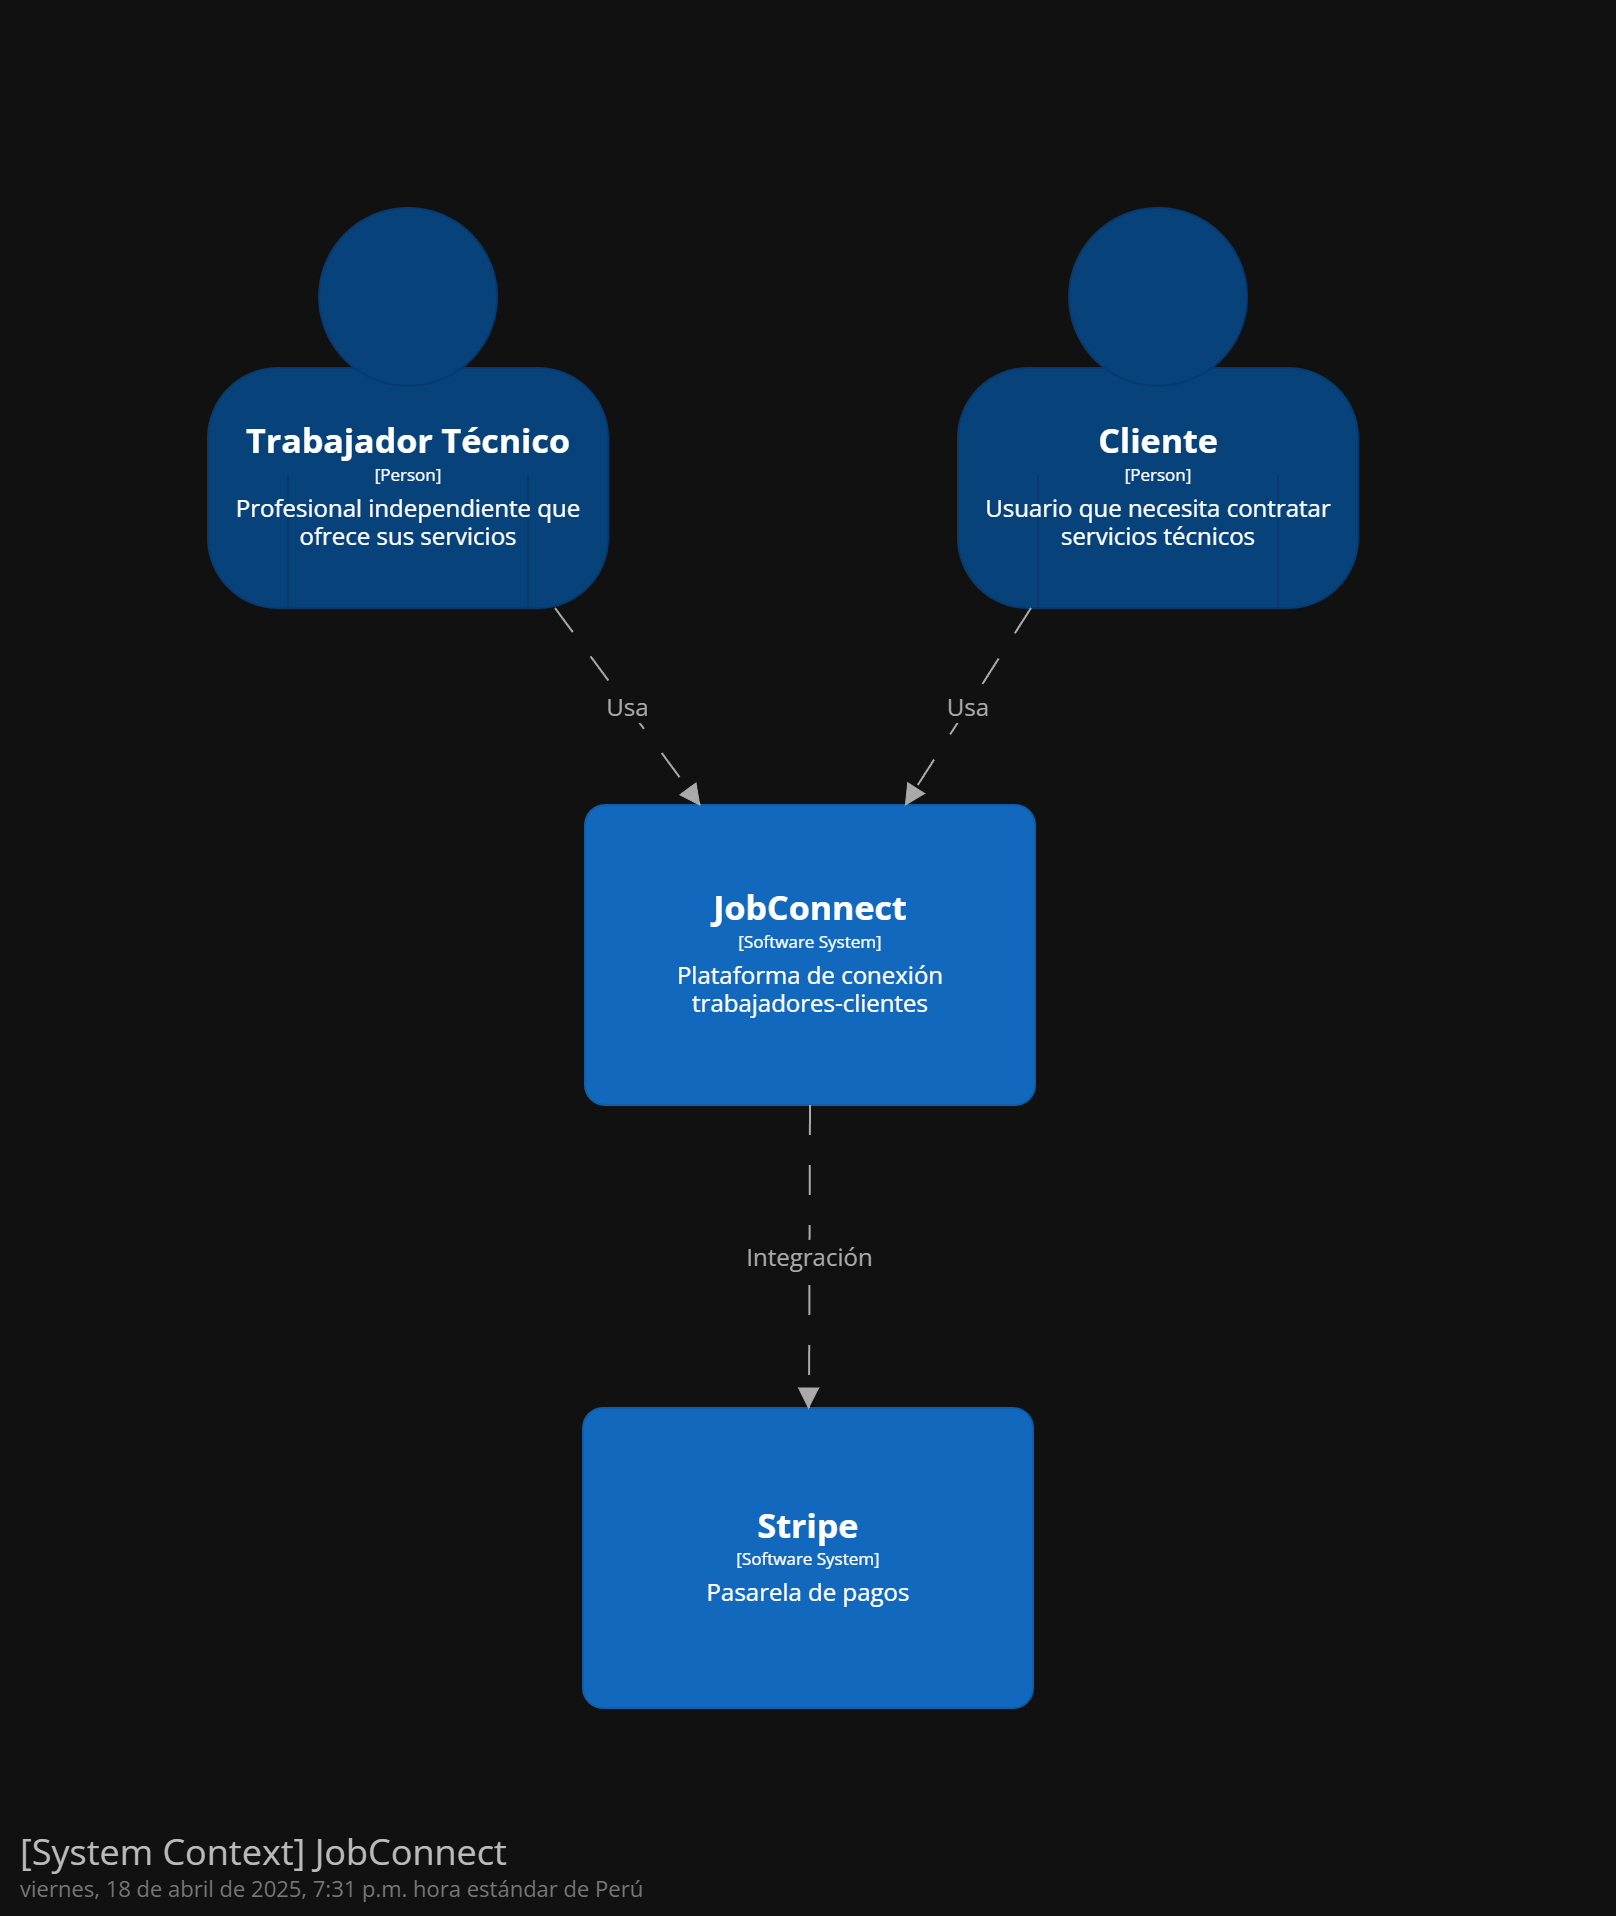 Trabajador Técnico
[Person]
Profesional independiente que
ofrece sus servicios
Cliente
[Person]
Usuario que necesita contratar
servicios técnicos
Usa
Usa
JobConnect
[Software System]
Plataforma de conexión
trabajadores-clientes
Integración
Stripe
[Software System]
Pasarela de pagos
[System Context] JobConnect
viernes, 18 de abril de 2025, 7:31 p.m. hora estándar de Perú